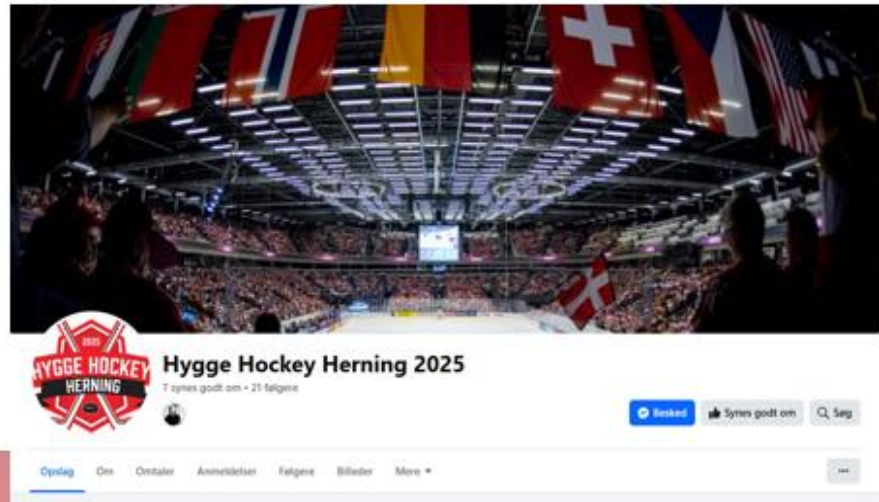 2025
HYGGE HOCKEY
HERNING
Hygge Hockey Herning 2025
7 synes godt om • 21 følgere
Besked
Synes godt om
Søg
Opslag Om Omtaler Anmeldelser Følgere Billeder Mere